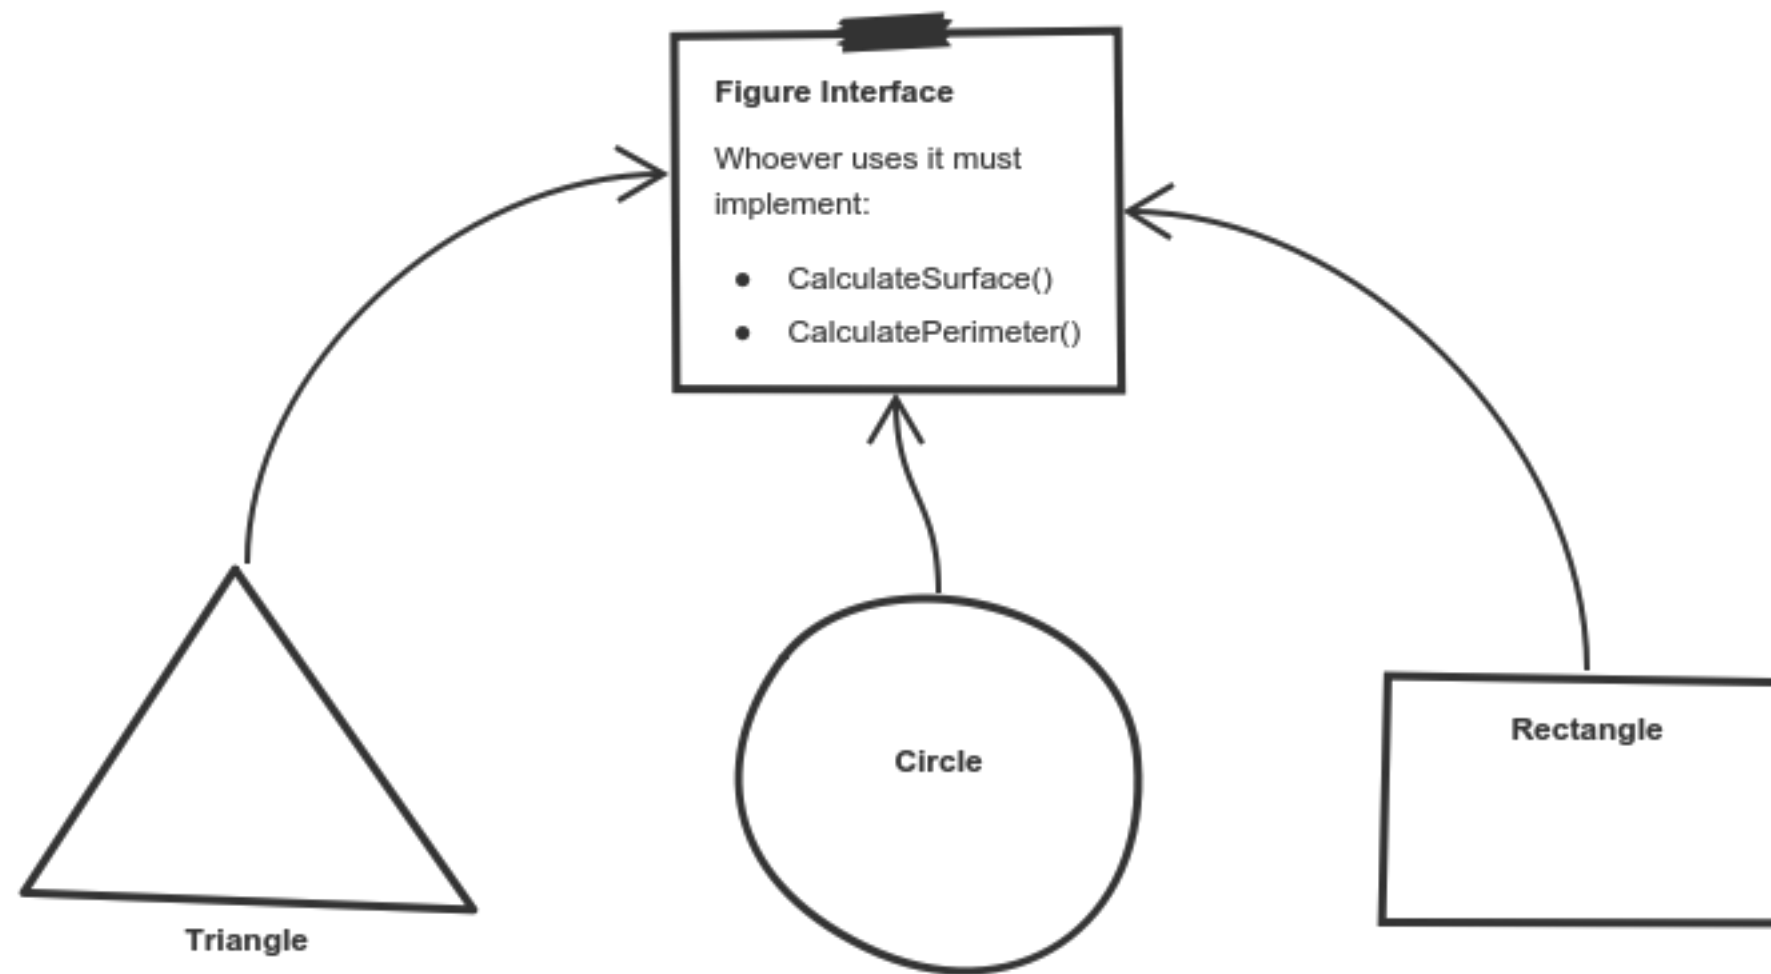 Figure Interface
Whoever uses it must
implement:
● CalculateSurface()
● CalculatePerimeter()
Rectangle
Circle
Triangle